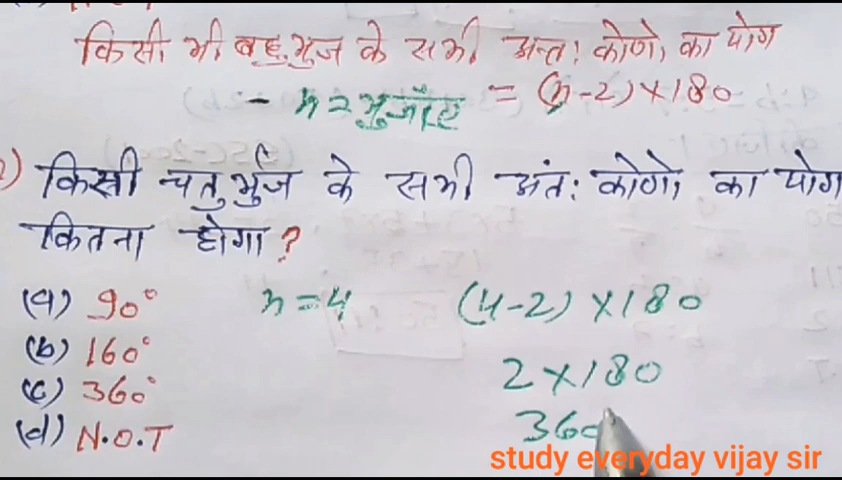 किसी भी बहुभुज के सभी अन्त: कोणो का योग
- n = भुजाँए = (n-2)×180
2) किसी चतुर्भुज के सभी अंत: कोणो का योग
कितना होगा?
(a) 90° n=4 (4-2) ×180
(b) 160° 2×180
(c) 360° 360
(d) N.O.T
study everyday vijay sir